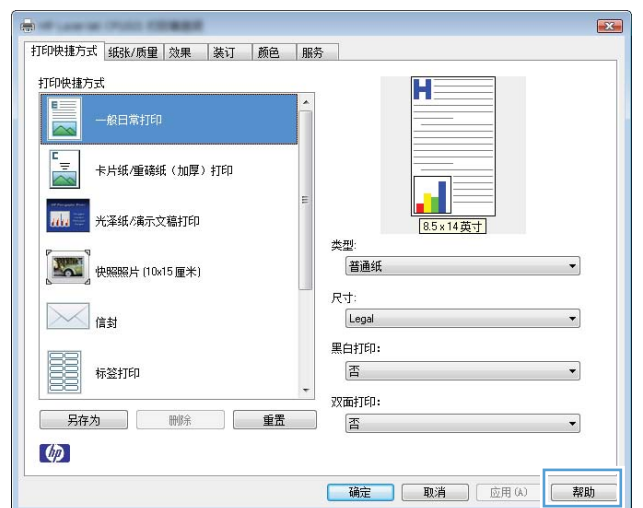 打印快捷方式 纸张/质量 效果 装订 颜色 服务
打印快捷方式
一般日常打印
卡片纸/重磅纸（加厚）打印
光泽纸/演示文稿打印
快照照片 (10x15 厘米)
信封
标签打印
另存为 删除 重置
hp
H
8.5 x 14 英寸
类型:
普通纸
尺寸:
Legal
黑白打印:
否
双面打印:
否
确定 取消 应用 (A) 帮助